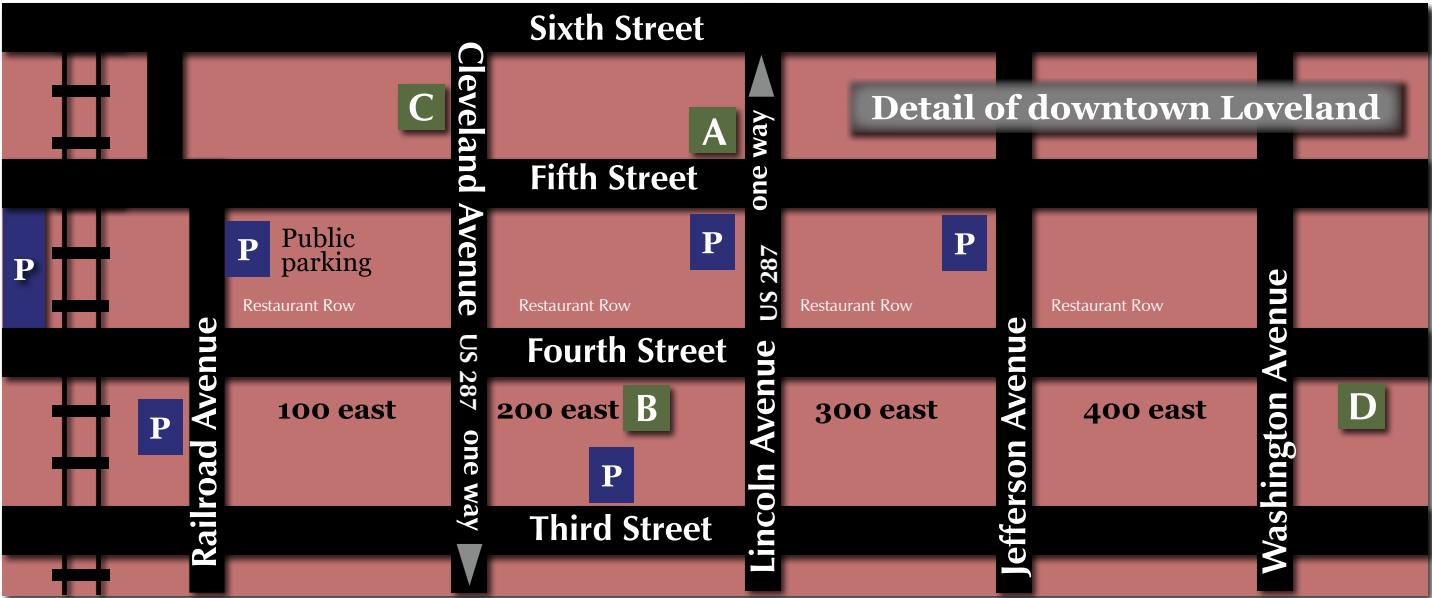 Sixth Street
Cleveland Avenue US 287 one way
Lincoln Avenue US 287 one way
C
A
Detail of downtown Loveland
Fifth Street
P
P
Public
parking
P
P
Restaurant Row
Restaurant Row
Restaurant Row
Restaurant Row
Railroad Avenue
Jefferson Avenue
Washington Avenue
Fourth Street
P
100 east
200 east
B
300 east
400 east
D
P
Third Street